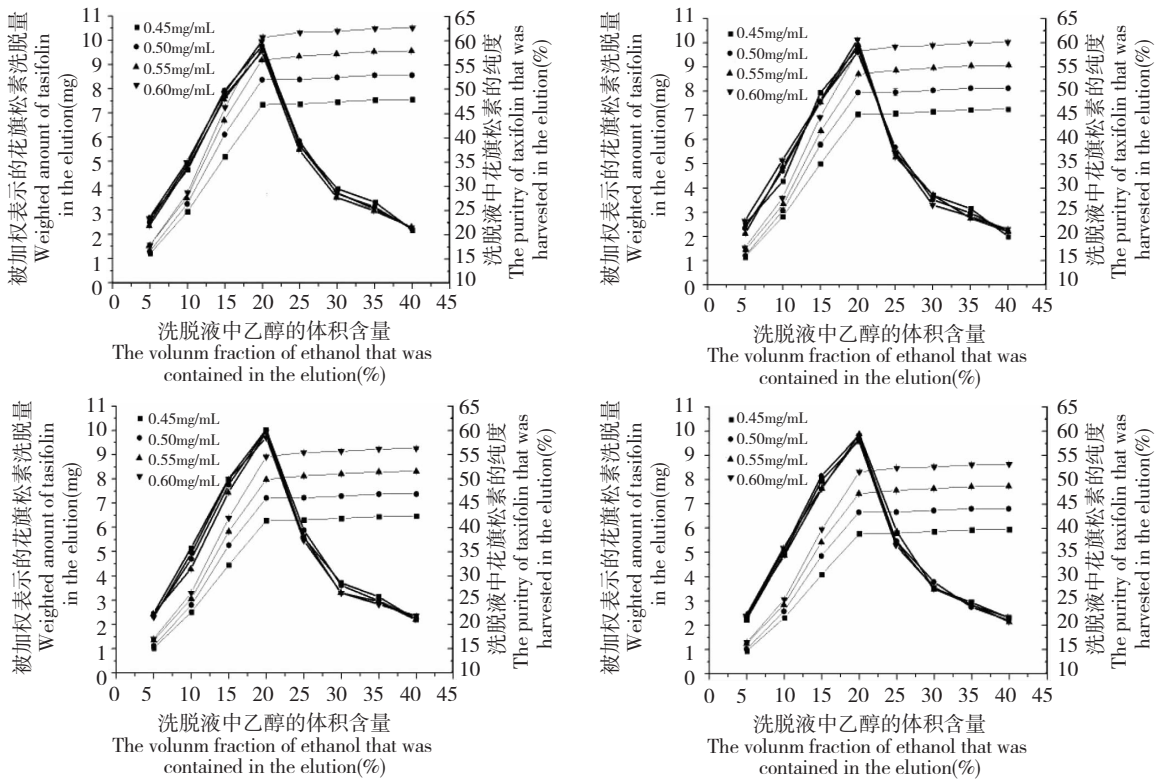 被加权表示的花旗松素洗脱量
Weighted amount of tasifolin
in the elution(mg)
11
10
9
8
7
6
5
4
3
2
1
0
0.45mg/mL
0.50mg/mL
0.55mg/mL
0.60mg/mL
65
60
55
50
45
40
35
30
25
20
15
10
洗脱液中花旗松素的纯度
The puritry of taxifolin that was
harvested in the elution(%)
0 5 10 15 20 25 30 35 40 45
洗脱液中乙醇的体积含量
The volunm fraction of ethanol that was
contained in the elution(%)
被加权表示的花旗松素洗脱量
Weighted amount of tasifolin
in the elution(mg)
11
10
9
8
7
6
5
4
3
2
1
0
0.45mg/mL
0.50mg/mL
0.55mg/mL
0.60mg/mL
65
60
55
50
45
40
35
30
25
20
15
10
洗脱液中花旗松素的纯度
The puritry of taxifolin that was
harvested in the elution(%)
0 5 10 15 20 25 30 35 40 45
洗脱液中乙醇的体积含量
The volunm fraction of ethanol that was
contained in the elution(%)
被加权表示的花旗松素洗脱量
Weighted amount of tasifolin
in the elution(mg)
11
10
9
8
7
6
5
4
3
2
1
0
0.45mg/mL
0.50mg/mL
0.55mg/mL
0.60mg/mL
65
60
55
50
45
40
35
30
25
20
15
10
洗脱液中花旗松素的纯度
The puritry of taxifolin that was
harvested in the elution(%)
0 5 10 15 20 25 30 35 40 45
洗脱液中乙醇的体积含量
The volunm fraction of ethanol that was
contained in the elution(%)
被加权表示的花旗松素洗脱量
Weighted amount of tasifolin
in the elution(mg)
11
10
9
8
7
6
5
4
3
2
1
0
0.45mg/mL
0.50mg/mL
0.55mg/mL
0.60mg/mL
65
60
55
50
45
40
35
30
25
20
15
10
洗脱液中花旗松素的纯度
The puritry of taxifolin that was
harvested in the elution(%)
0 5 10 15 20 25 30 35 40 45
洗脱液中乙醇的体积含量
The volunm fraction of ethanol that was
contained in the elution(%)